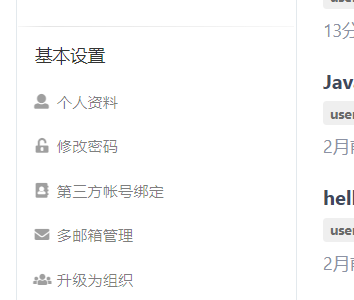 基本设置
个人资料
修改密码
第三方帐号绑定
多邮箱管理
升级为组织
13分
Java
user
2月前
hell
user
2月前